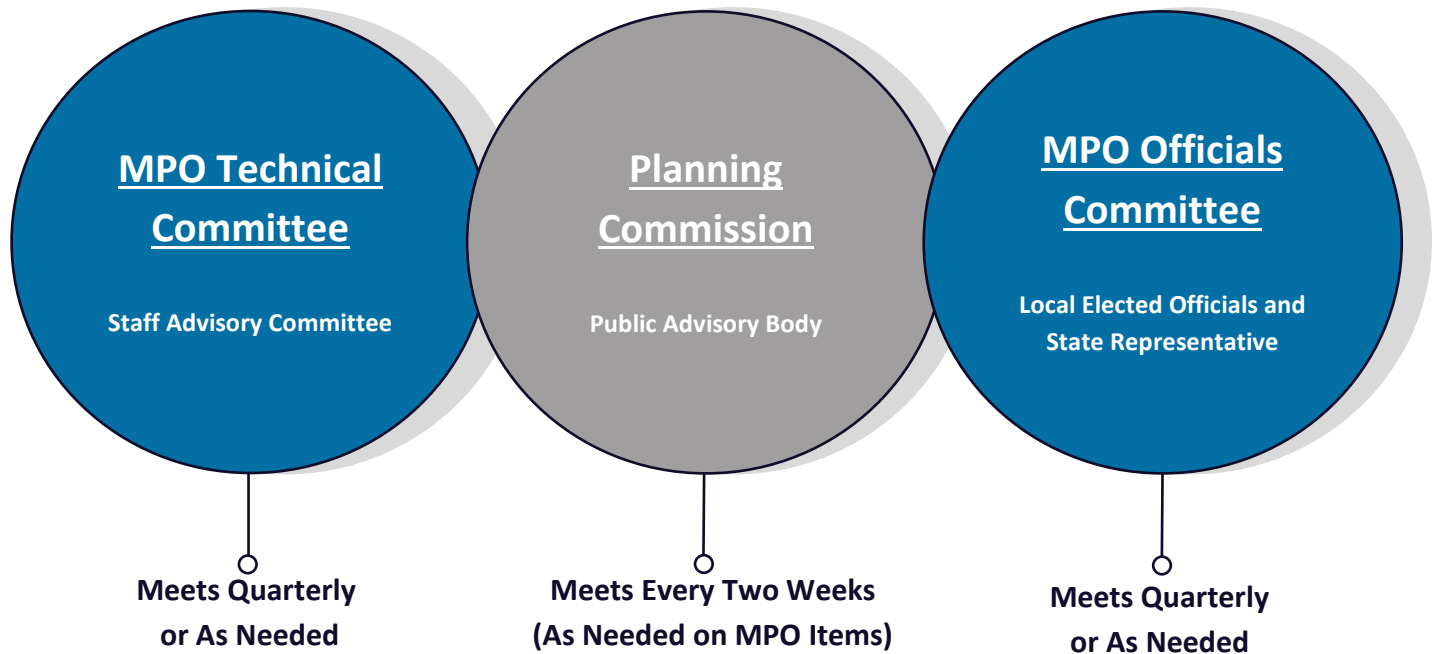 MPO Technical
Committee
Staff Advisory Committee
Meets Quarterly
or As Needed
Planning
Commission
Public Advisory Body
Meets Every Two Weeks
(As Needed on MPO Items)
MPO Officials
Committee
Local Elected Officials and
State Representative
Meets Quarterly
or As Needed